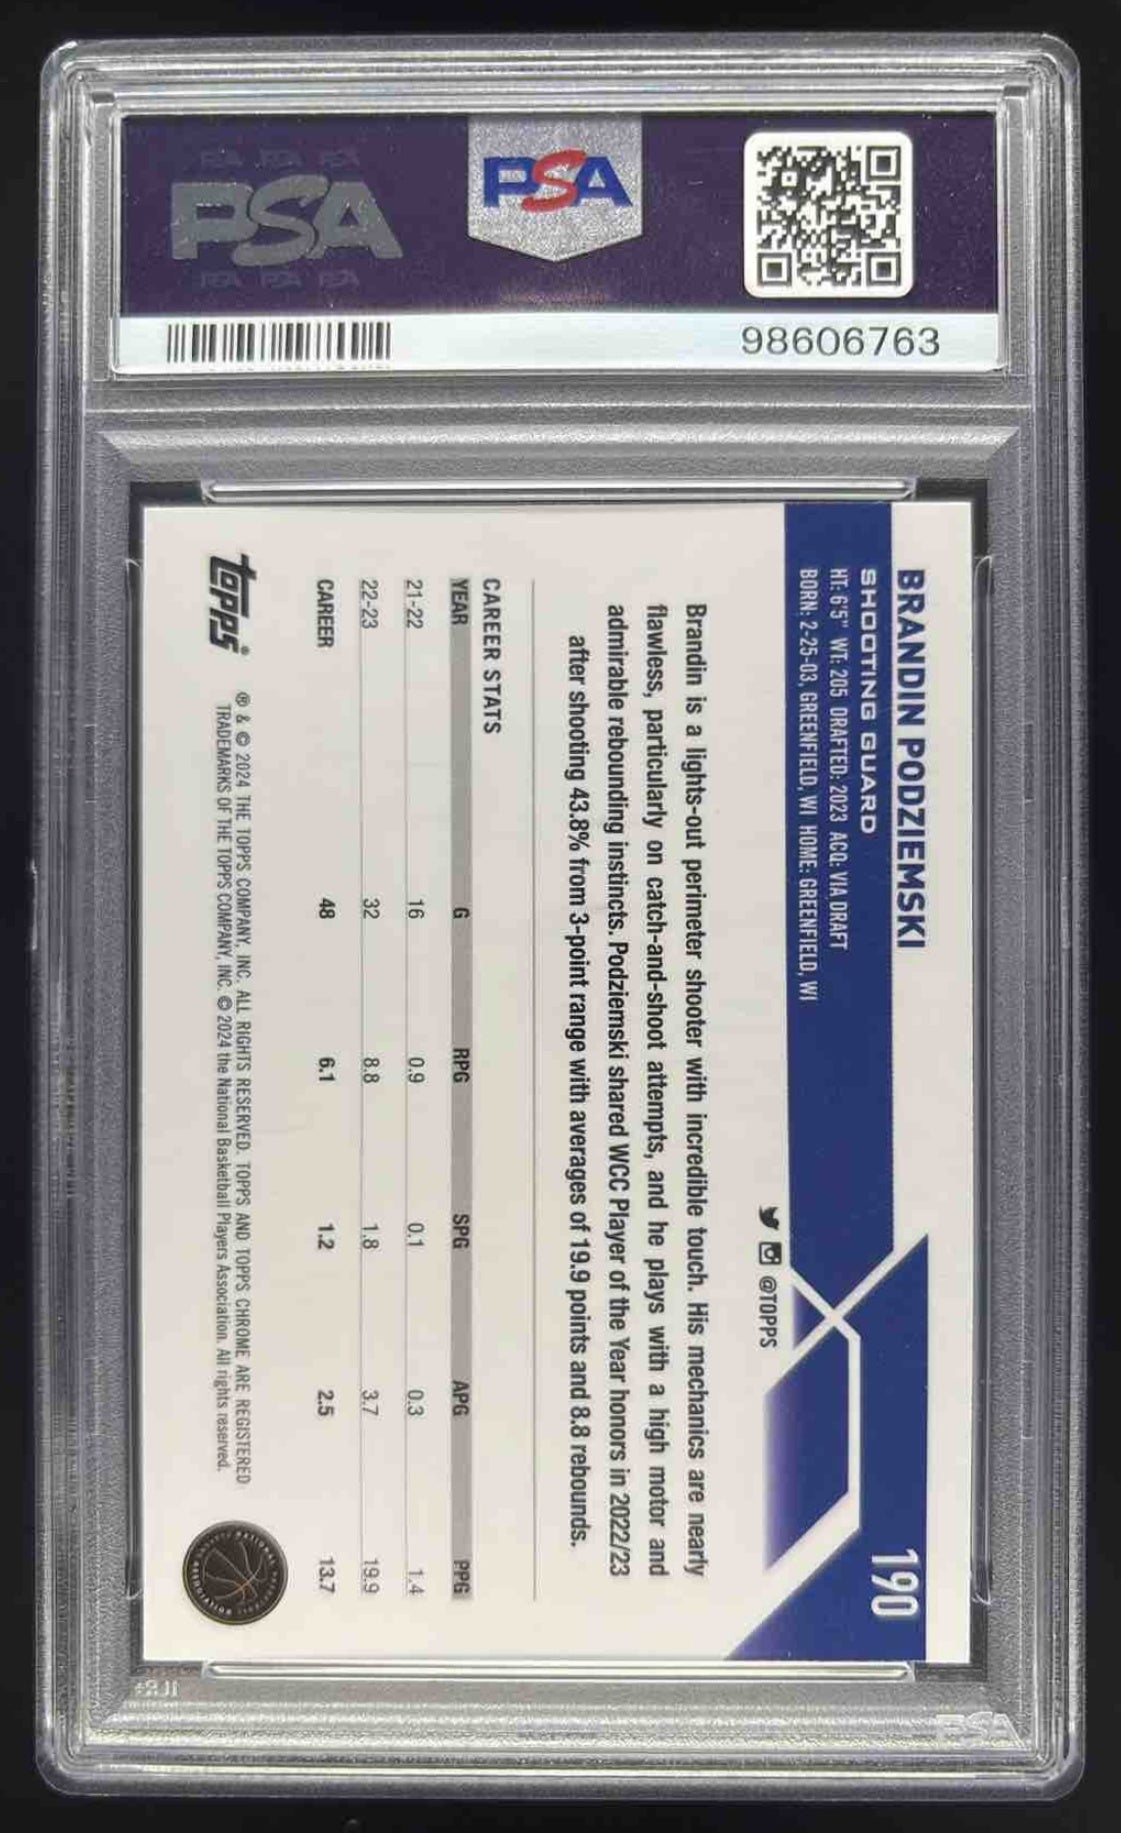 PSA PSA PSA
PSA
PSA PSA PSA
PSA
98606763
BRANDIN PODZIEMSKI
190
SHOOTING GUARD
HT: 6'5" WT: 205 DRAFTED: 2023 ACQ: VIA DRAFT
BORN: 2-25-03, GREENFIELD, WI HOME: GREENFIELD, WI
@TOPPS
Brandin is a lights-out perimeter shooter with incredible touch. His mechanics are nearly
flawless, particularly on catch-and-shoot attempts, and he plays with a high motor and
admirable rebounding instincts. Podziemski shared WCC Player of the Year honors in 2022/23
after shooting 43.8% from 3-point range with averages of 19.9 points and 8.8 rebounds.
CAREER STATS
YEAR G RPG SPG APG PPG
21-22 16 0.9 0.1 0.3 1.4
22-23 32 8.8 1.8 3.7 19.9
CAREER 48 6.1 1.2 2.5 13.7
topps®
® & © 2024 THE TOPPS COMPANY, INC. ALL RIGHTS RESERVED. TOPPS AND TOPPS CHROME ARE REGISTERED
TRADEMARKS OF THE TOPPS COMPANY, INC. © 2024 the National Basketball Players Association. All rights reserved.
PSA